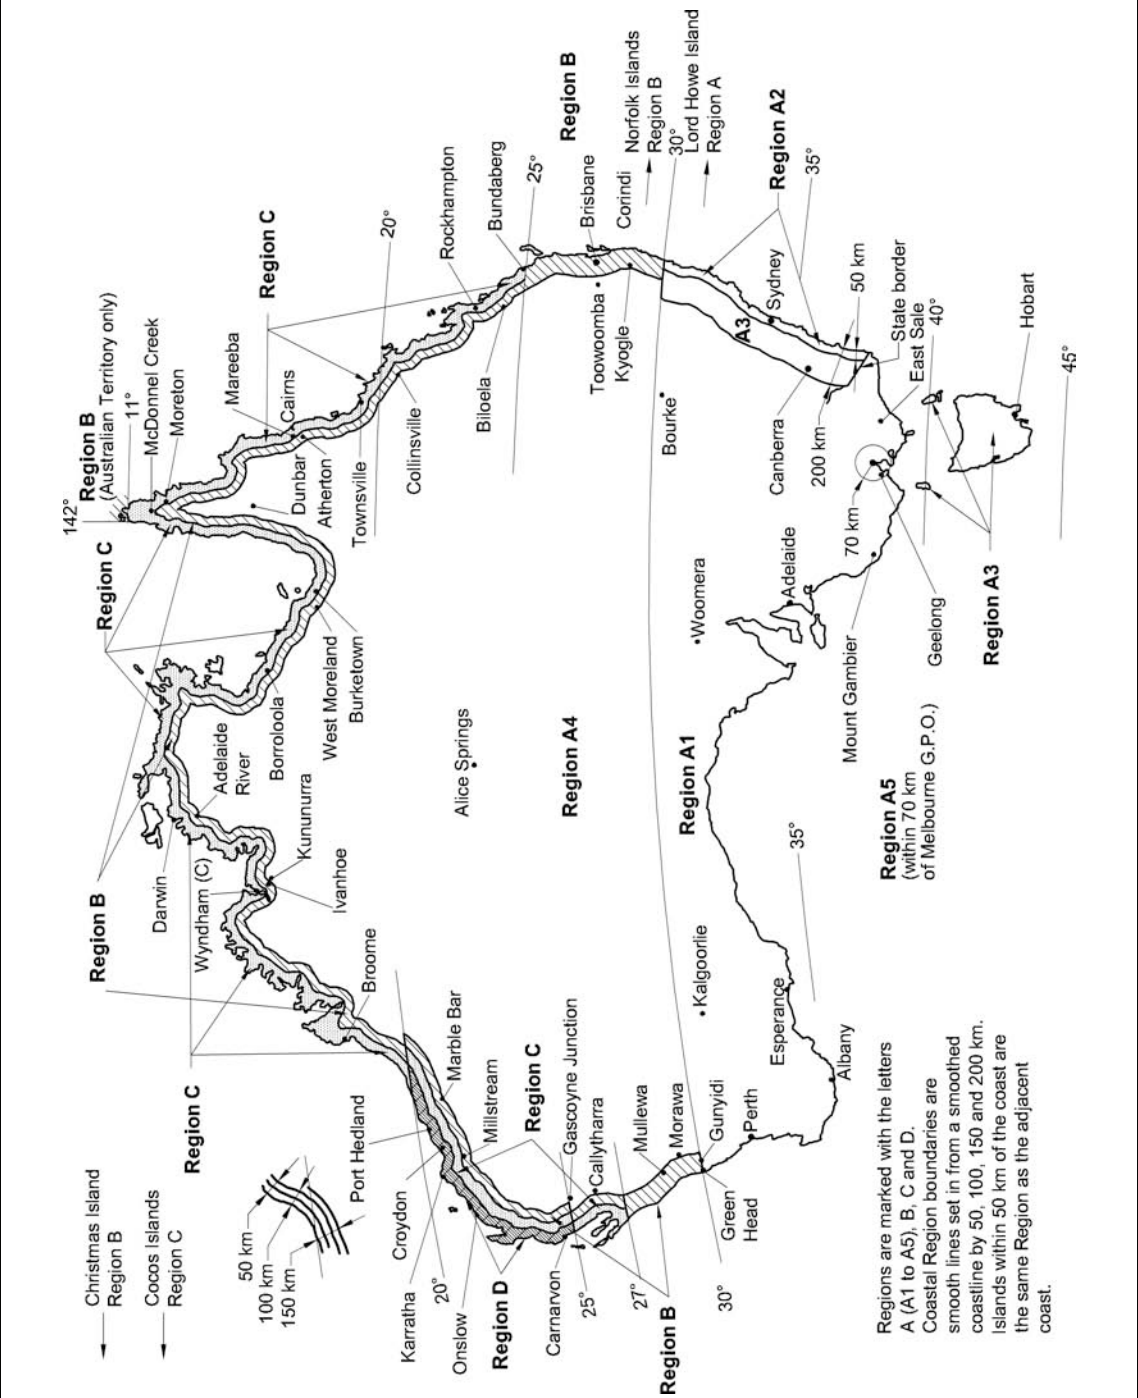 Christmas Island
Region B
Cocos Islands
Region C
50 km
100 km
150 km
Region C
Port Hedland
Croydon
Karratha
20°
Onslow
Region D
Carnarvon
25°
27°
Region B
30°
Region B
Darwin
Wyndham (C)
Kununurra
Ivanhoe
Broome
Marble Bar
Millstream
Region C
Gascoyne Junction
Callytharra
Mullewa
Morawa
Gunyidi
Perth
Green
Head
Albany
Esperance
Kalgoorlie
35°
Region C
142°
Region B
(Australian Territory only)
11°
McDonnel Creek
Moreton
Adelaide
River
Borroloola
West Moreland
Burketown
Mareeba
Cairns
Dunbar
Atherton
Townsville
Collinsville
Region C
20°
Rockhampton
Bundaberg
Biloela
25°
Region B
Brisbane
Toowoomba
Kyogle
Corindi
Norfolk Islands
Region B
30°
Lord Howe Island
Region A
Region A2
35°
Sydney
A3
50 km
Canberra
200 km
State border
East Sale
40°
Hobart
45°
Bourke
Alice Springs
Region A4
Region A1
Woomera
Adelaide
70 km
Mount Gambier
Geelong
Region A3
Region A5
(within 70 km
of Melbourne G.P.O.)
Regions are marked with the letters
A (A1 to A5), B, C and D.
Coastal Region boundaries are
smooth lines set in from a smoothed
coastline by 50, 100, 150 and 200 km.
Islands within 50 km of the coast are
the same Region as the adjacent
coast.